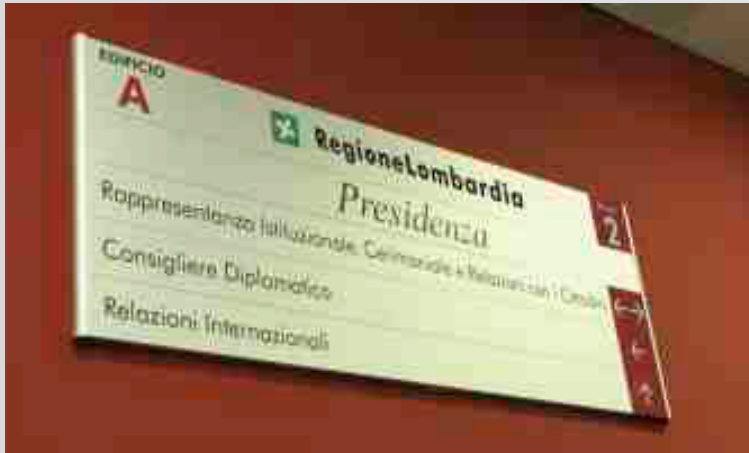 EDIFICIO
A
RegioneLombardia
Presidenza
2
Rappresentanza Istituzionale, Cerimoniale e Relazioni con i Cittadini
Consigliere Diplomatico
Relazioni Internazionali